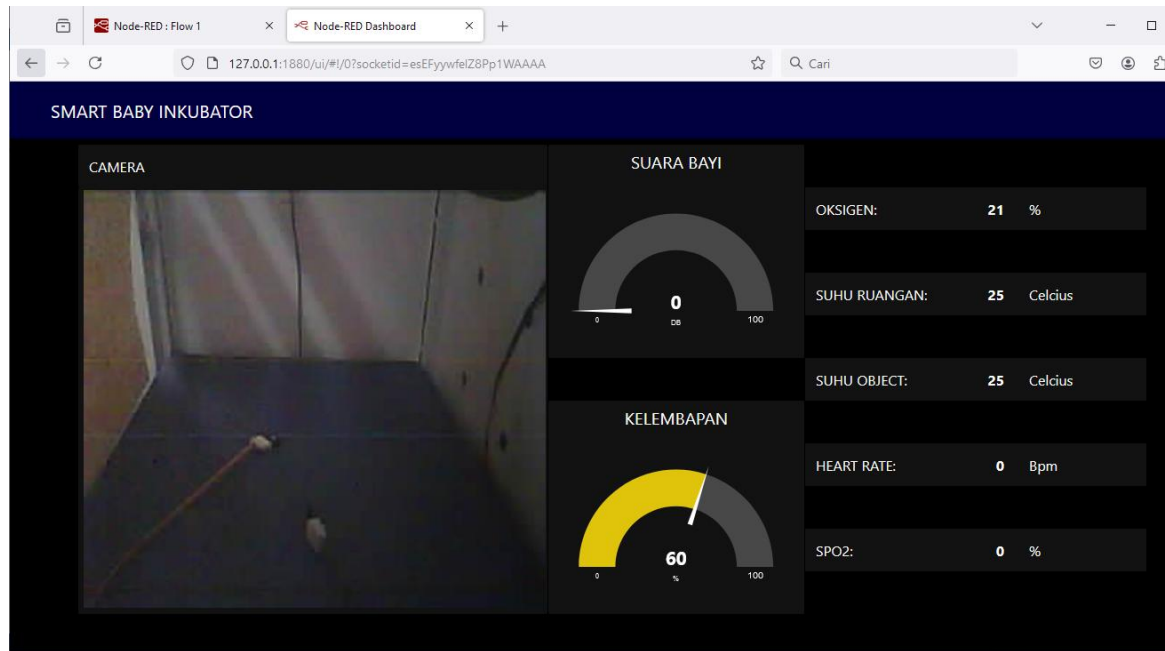 Node-RED : Flow 1
Node-RED Dashboard
127.0.0.1:1880/ui/#!/0?socketid=esEFyywfeIZ8Pp1WAAAA
Cari
SMART BABY INKUBATOR
CAMERA
SUARA BAYI
0
DB
0
100
KELEMBAPAN
60
%
0
100
OKSIGEN: 21 %
SUHU RUANGAN: 25 Celcius
SUHU OBJECT: 25 Celcius
HEART RATE: 0 Bpm
SPO2: 0 %